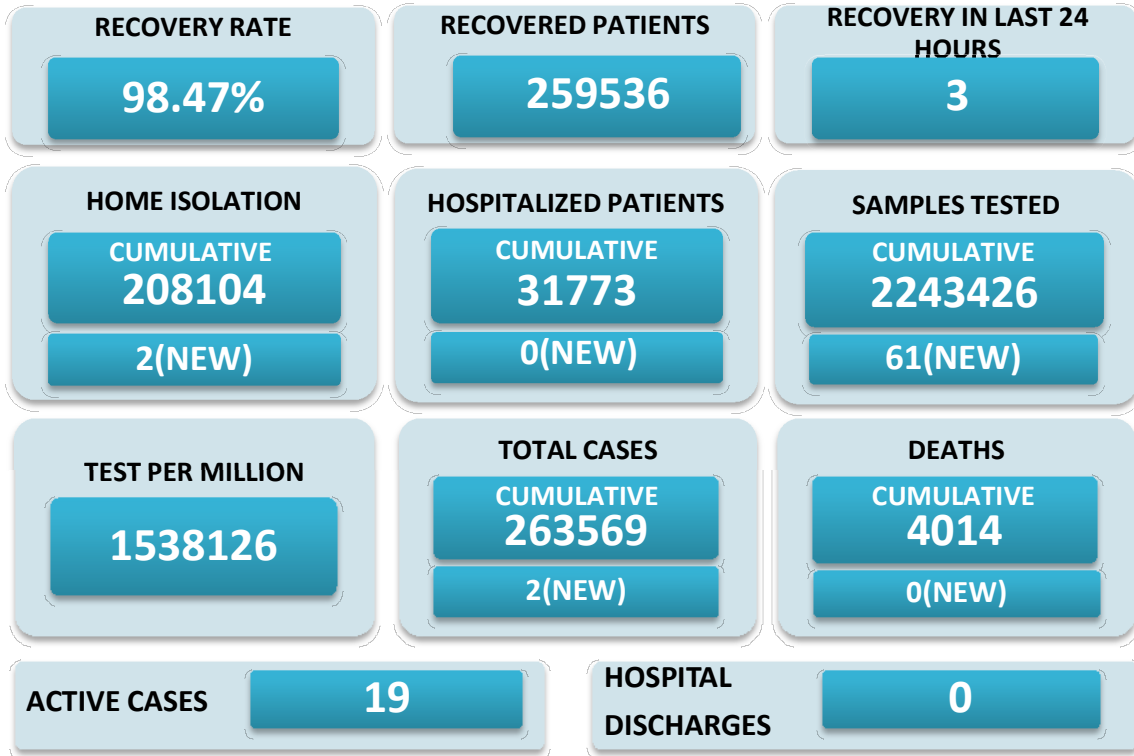 RECOVERY RATE
98.47%
RECOVERED PATIENTS
259536
RECOVERY IN LAST 24
HOURS
3
HOME ISOLATION
CUMULATIVE
208104
2(NEW)
HOSPITALIZED PATIENTS
CUMULATIVE
31773
0(NEW)
SAMPLES TESTED
CUMULATIVE
2243426
61(NEW)
TEST PER MILLION
1538126
TOTAL CASES
CUMULATIVE
263569
2(NEW)
DEATHS
CUMULATIVE
4014
0(NEW)
ACTIVE CASES
19
HOSPITAL
DISCHARGES
0